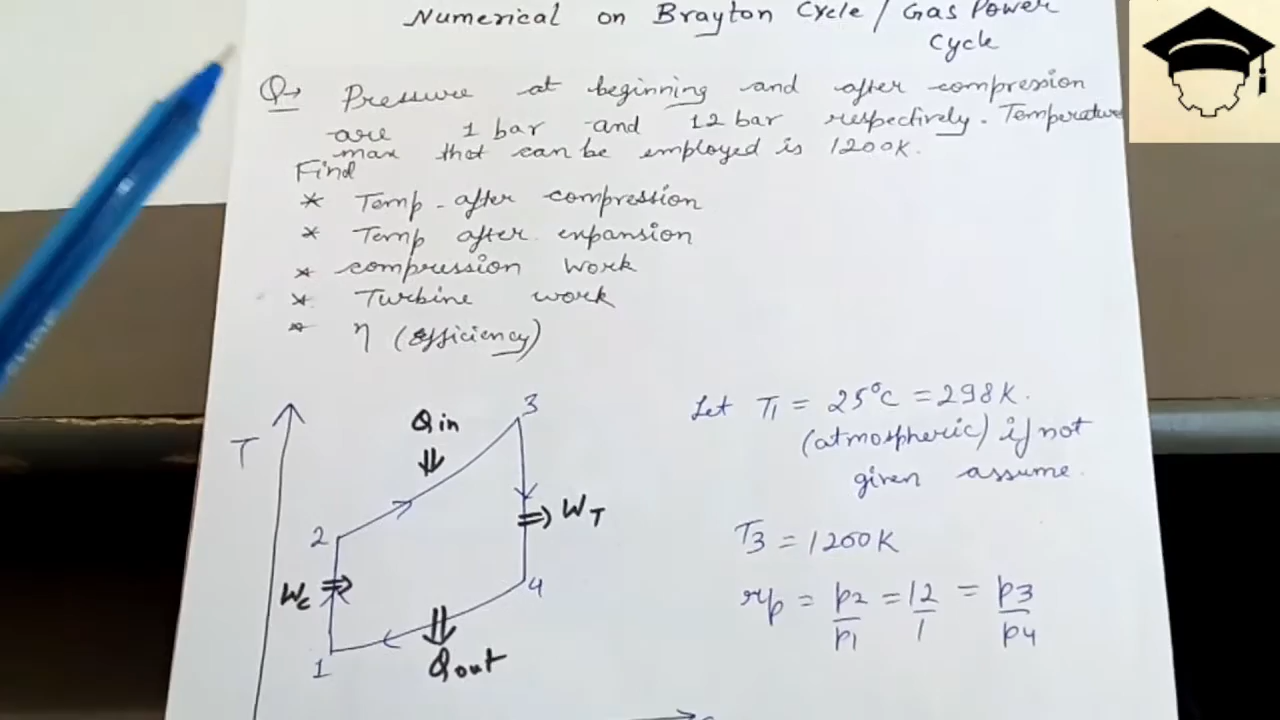 Numerical on Brayton Cycle / Gas Power
Cycle
Q→ Pressure at beginning and after compression
are 1 bar and 12 bar respectively. Temperature
max that can be employed is 1200K.
Find
* Temp. after compression
* Temp after expansion
* compression work
* Turbine work
* η (Efficiency)
Let T1 = 25°C = 298K.
(atmospheric) if not
given assume.
T3 = 1200K
rp = p2/p1 = 12/1 = p3/p4
T
3
Qin
2
WT
Wc
4
1
Qout